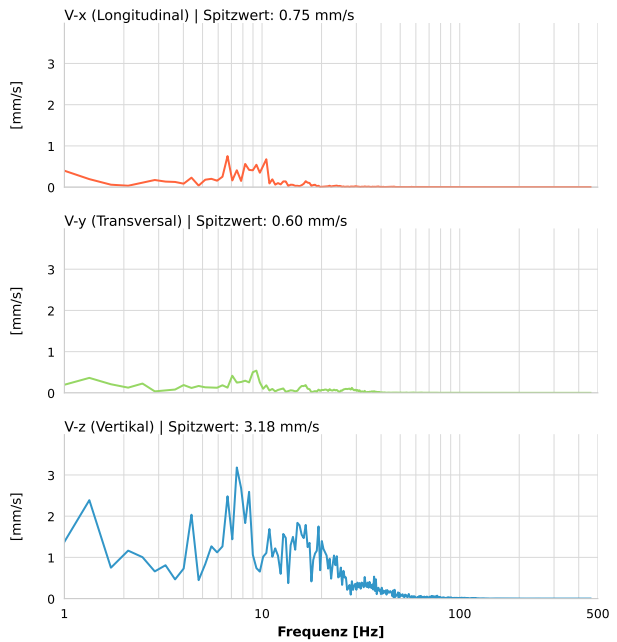 V-x (Longitudinal) | Spitzwert: 0.75 mm/s
[mm/s]
3
2
1
0
V-y (Transversal) | Spitzwert: 0.60 mm/s
[mm/s]
3
2
1
0
V-z (Vertikal) | Spitzwert: 3.18 mm/s
[mm/s]
3
2
1
0
1 10 100 500
Frequenz [Hz]